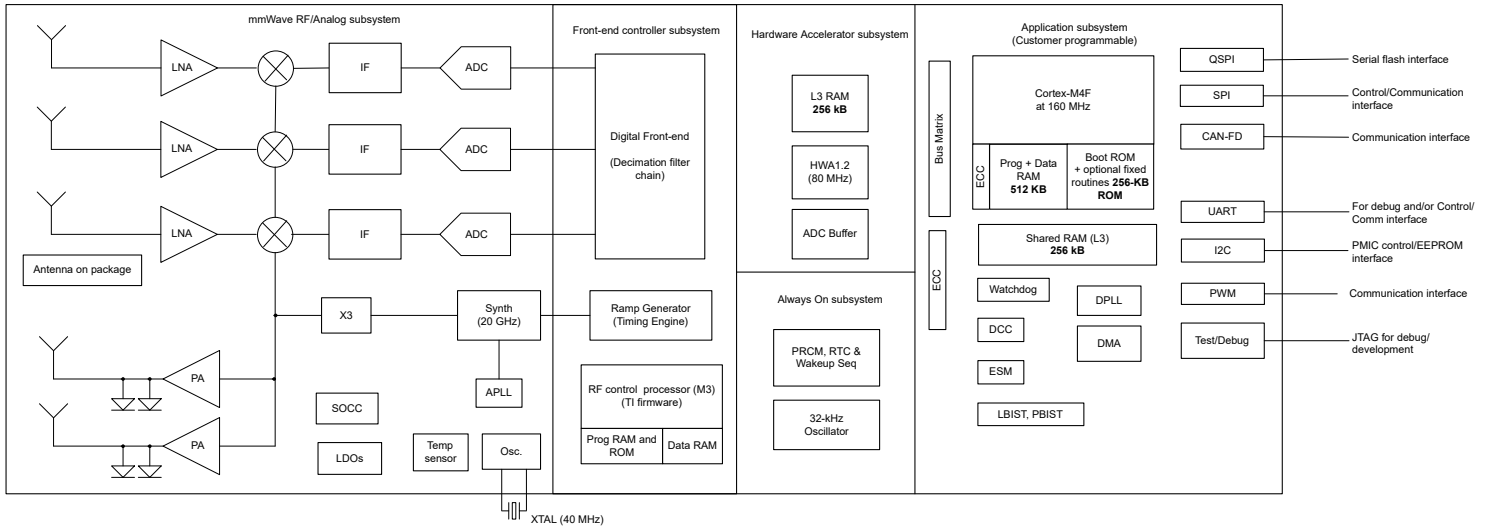 mmWave RF/Analog subsystem
LNA
IF
ADC
LNA
IF
ADC
LNA
IF
ADC
Antenna on package
X3
Synth
(20 GHz)
PA
APLL
SOCC
PA
LDOs
Temp
sensor
Osc.
XTAL (40 MHz)
Front-end controller subsystem
Digital Front-end
(Decimation filter
chain)
Ramp Generator
(Timing Engine)
RF control processor (M3)
(TI firmware)
Prog RAM and
ROM
Data RAM
Hardware Accelerator subsystem
L3 RAM
256 kB
HWA1.2
(80 MHz)
ADC Buffer
Always On subsystem
PRCM, RTC &
Wakeup Seq
32-kHz
Oscillator
Application subsystem
(Customer programmable)
Bus Matrix
Cortex-M4F
at 160 MHz
ECC
Prog + Data
RAM
512 KB
Boot ROM
+ optional fixed
routines 256-KB
ROM
ECC
Shared RAM (L3)
256 kB
Watchdog
DPLL
DCC
DMA
ESM
LBIST, PBIST
QSPI
Serial flash interface
SPI
Control/Communication
interface
CAN-FD
Communication interface
UART
For debug and/or Control/
Comm interface
I2C
PMIC control/EEPROM
interface
PWM
Communication interface
Test/Debug
JTAG for debug/
development